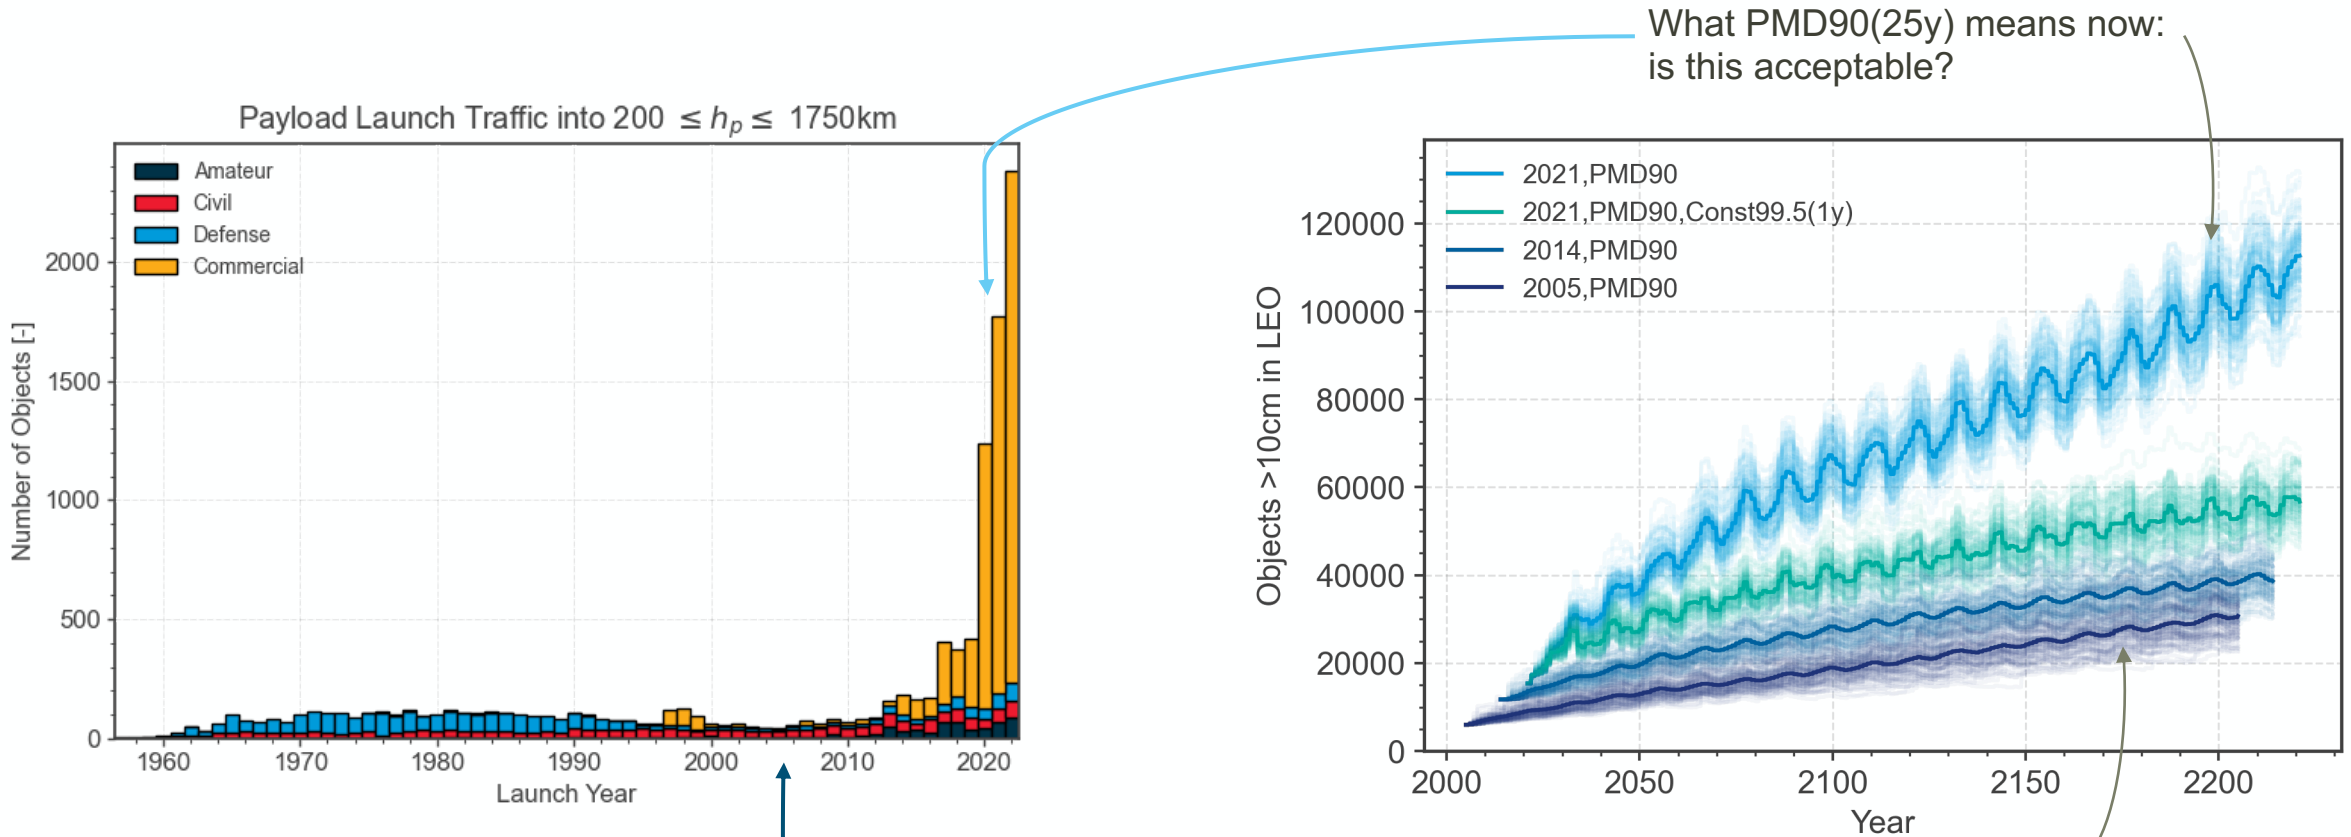 What PMD90(25y) means now:
is this acceptable?
Payload Launch Traffic into 200 ≤ hp ≤ 1750km
Amateur
Civil
Defense
Commercial
Number of Objects [-]
2000
1500
1000
500
0
1960 1970 1980 1990 2000 2010 2020
Launch Year
2021,PMD90
2021,PMD90,Const99.5(1y)
2014,PMD90
2005,PMD90
Objects >10cm in LEO
120000
100000
80000
60000
40000
20000
0
2000 2050 2100 2150 2200
Year